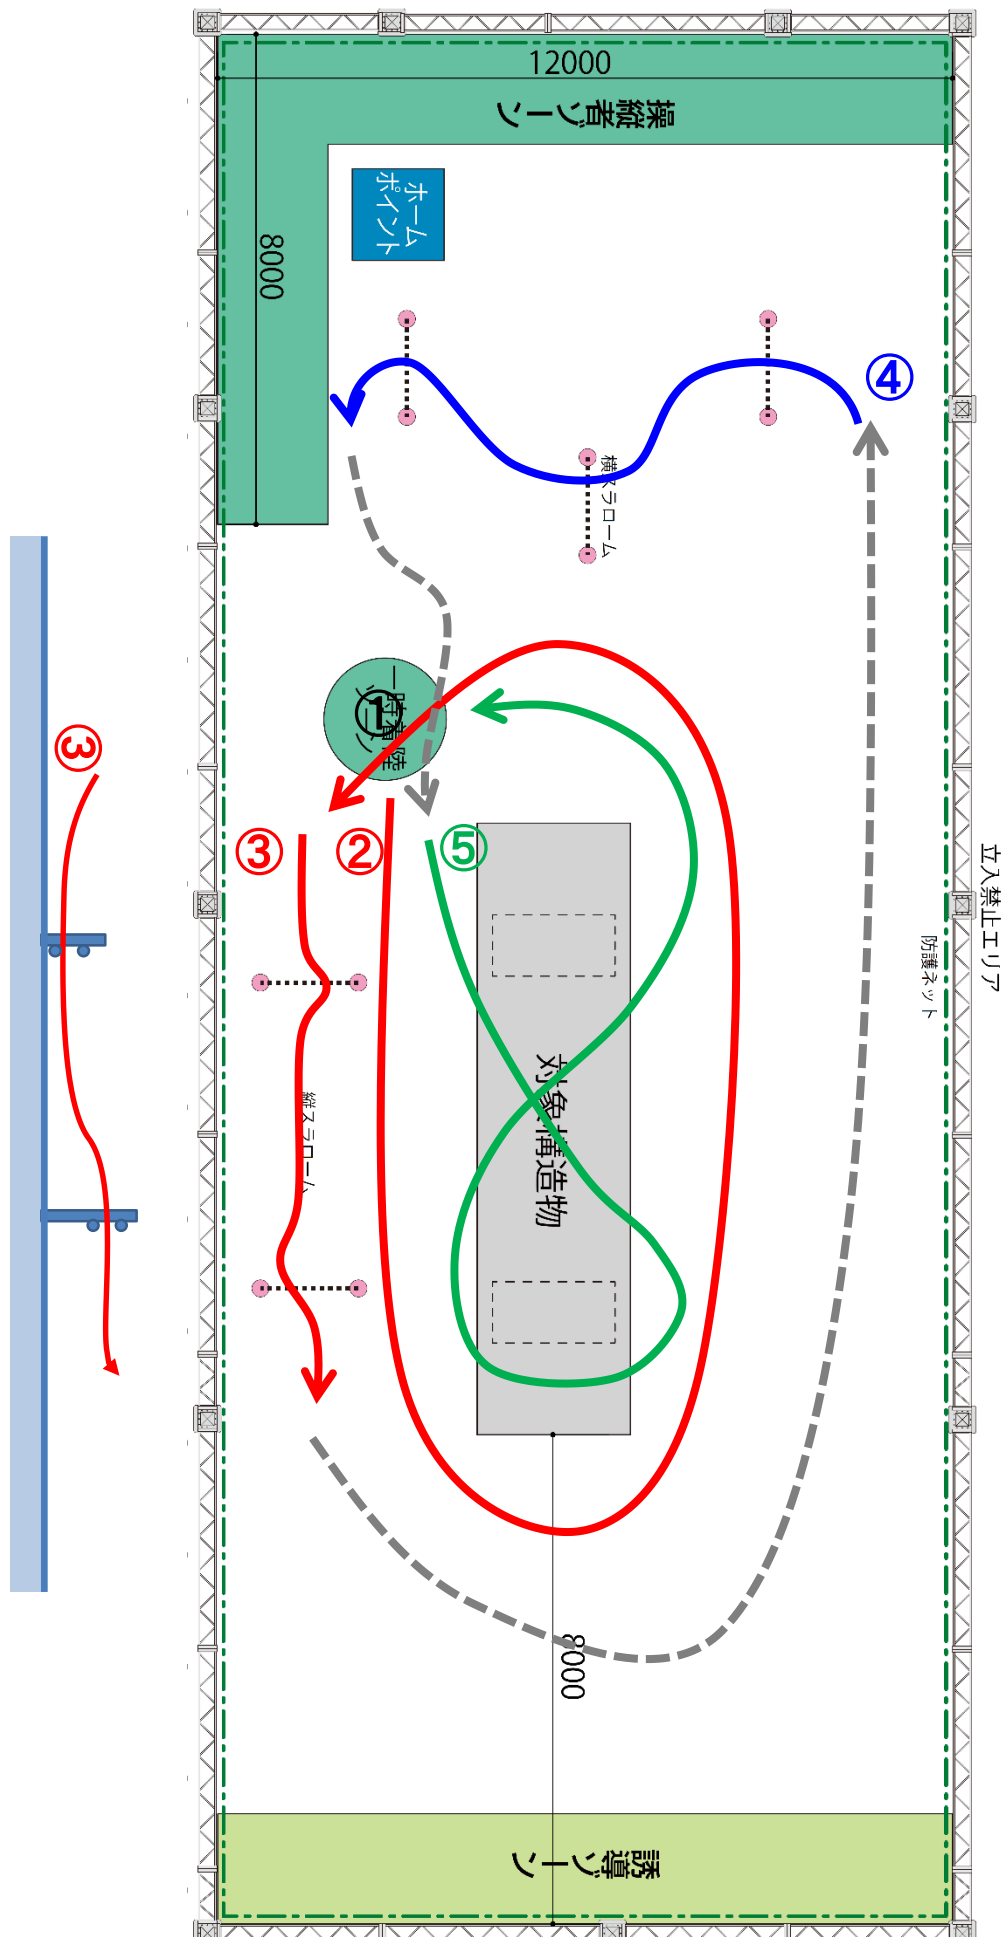 12000
操縦者ゾーン
ホーム
ポイント
8000
④
横スラローム
一時着陸
ゾーン
①
③
③
②
⑤
立入禁止エリア
防護ネット
対象構造物
縦スラローム
8000
誘導ゾーン